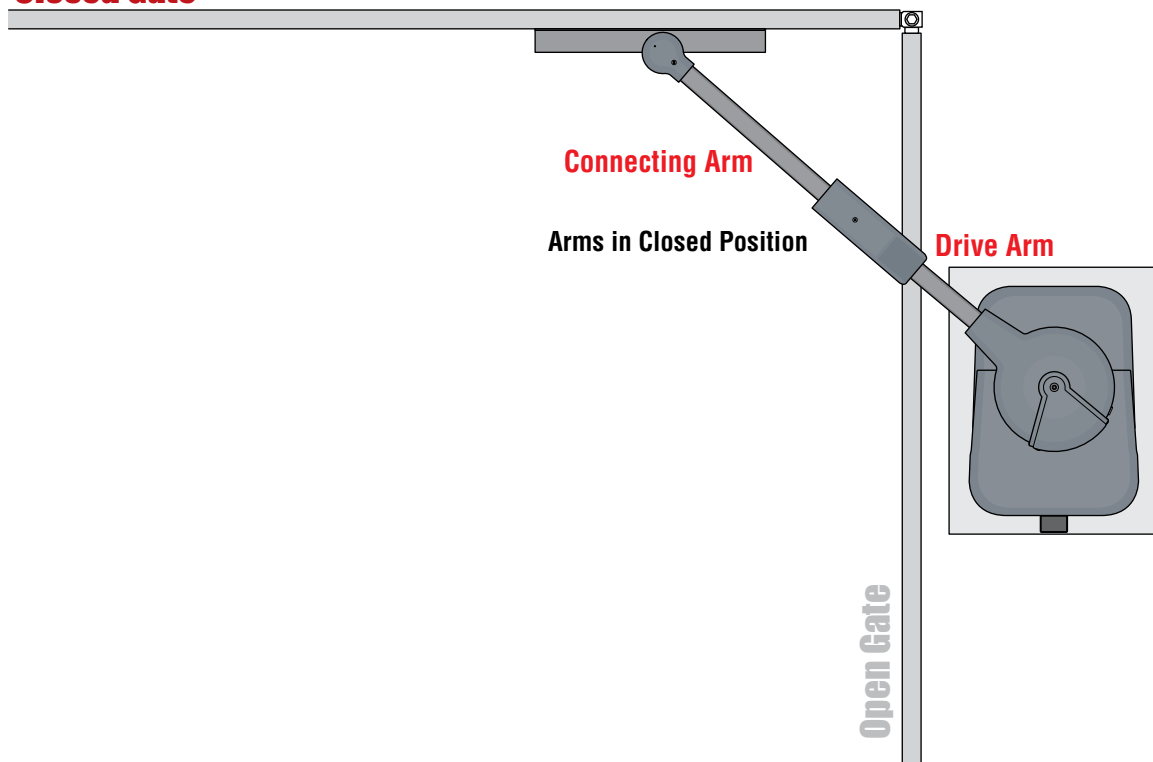 Closed Gate
Connecting Arm
Arms in Closed Position
Drive Arm
Open Gate